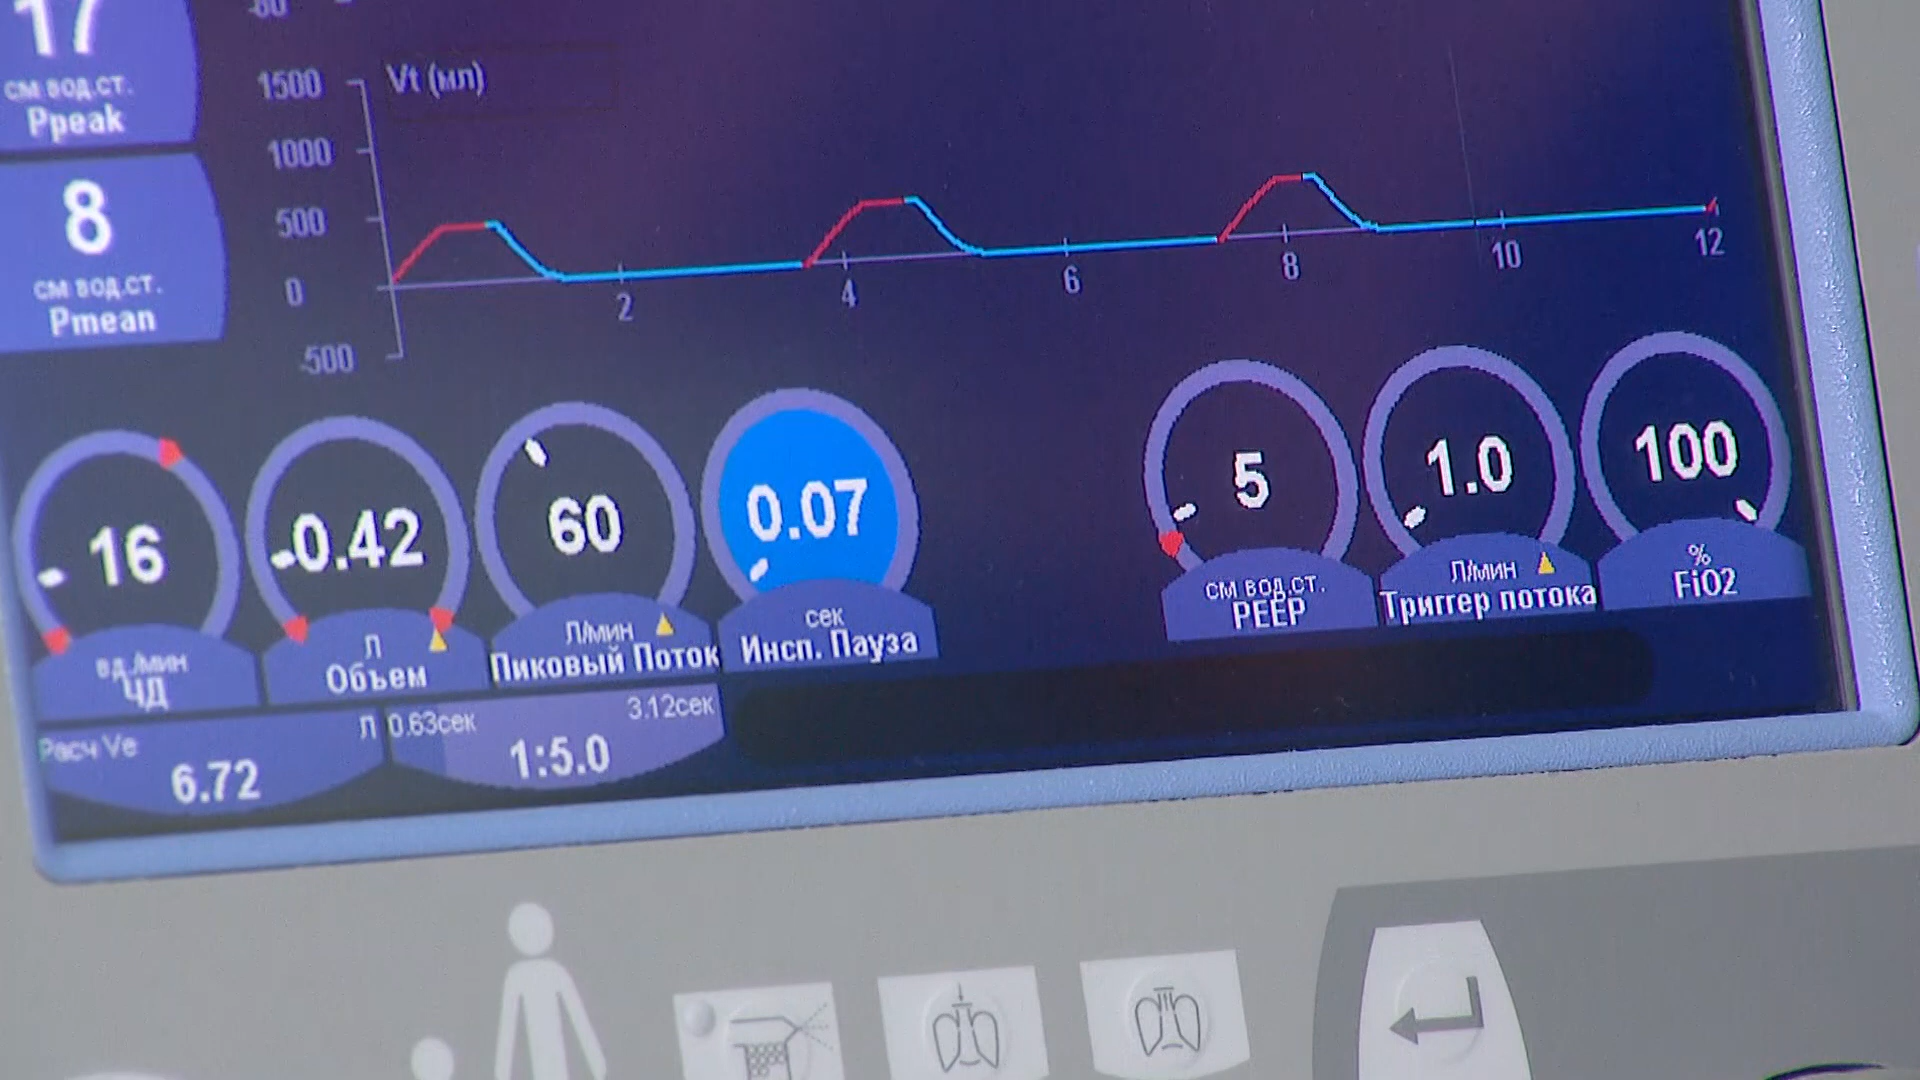 17
см вод.ст.
Ppeak
8
см вод.ст.
Pmean
-60
Vt (мл)
1500
1000
500
0
-500
2
4
6
8
10
12
16
вд./мин
ЧД
-0.42
Л
Объем
60
Л/мин
Пиковый Поток
0.07
сек
Инсп. Пауза
5
см вод.ст.
PEEP
1.0
Л/мин
Триггер потока
100
%
FiO2
Расч Ve
Л
6.72
0.63сек
3.12сек
1:5.0